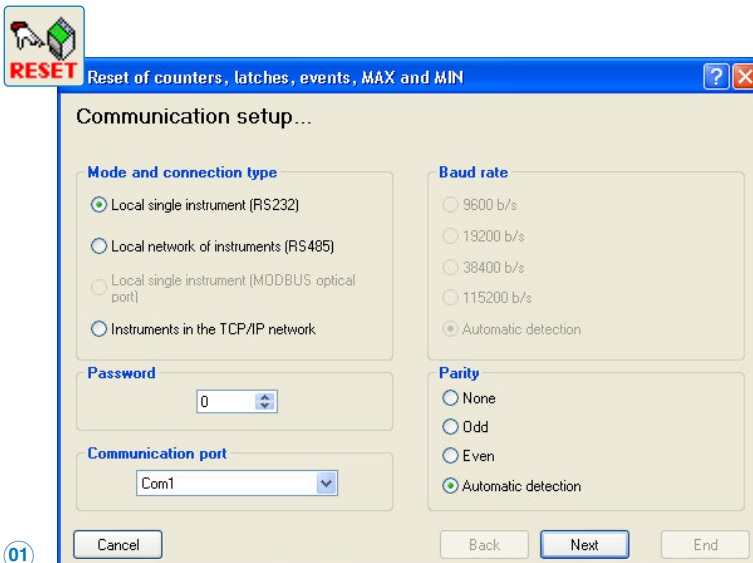 RESET
Reset of counters, latches, events, MAX and MIN
Communication setup...
Mode and connection type
Local single instrument (RS232)
Local network of instruments (RS485)
Local single instrument (MODBUS optical
port)
Instruments in the TCP/IP network
Password
0
Communication port
Com1
Baud rate
9600 b/s
19200 b/s
38400 b/s
115200 b/s
Automatic detection
Parity
None
Odd
Even
Automatic detection
Cancel
Back
Next
End
01